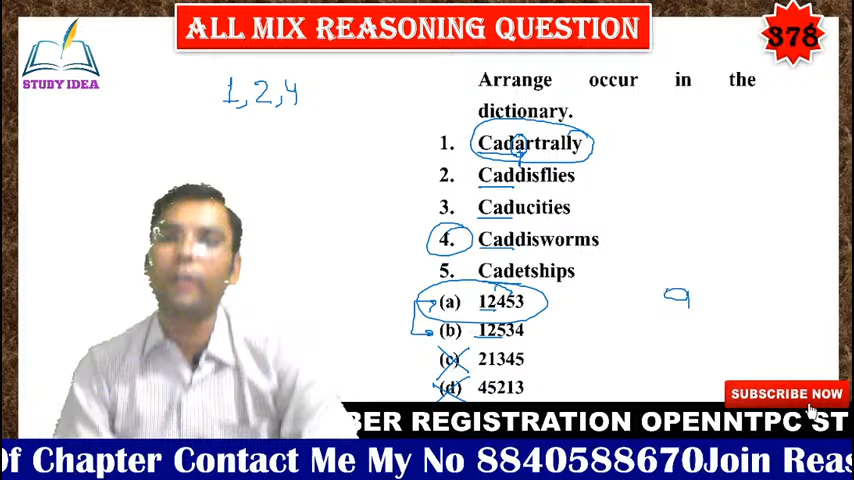 ALL MIX REASONING QUESTION
378
STUDY IDEA
1, 2, 4
Arrange occur in the
dictionary.
1. Cadartrally
2. Caddisflies
3. Caducities
4. Caddisworms
5. Cadetships
(a) 12453
(b) 12534
(c) 21345
(d) 45213
SUBSCRIBE NOW
BER REGISTRATION OPENNTPC ST
Of Chapter Contact Me My No 8840588670Join Reas